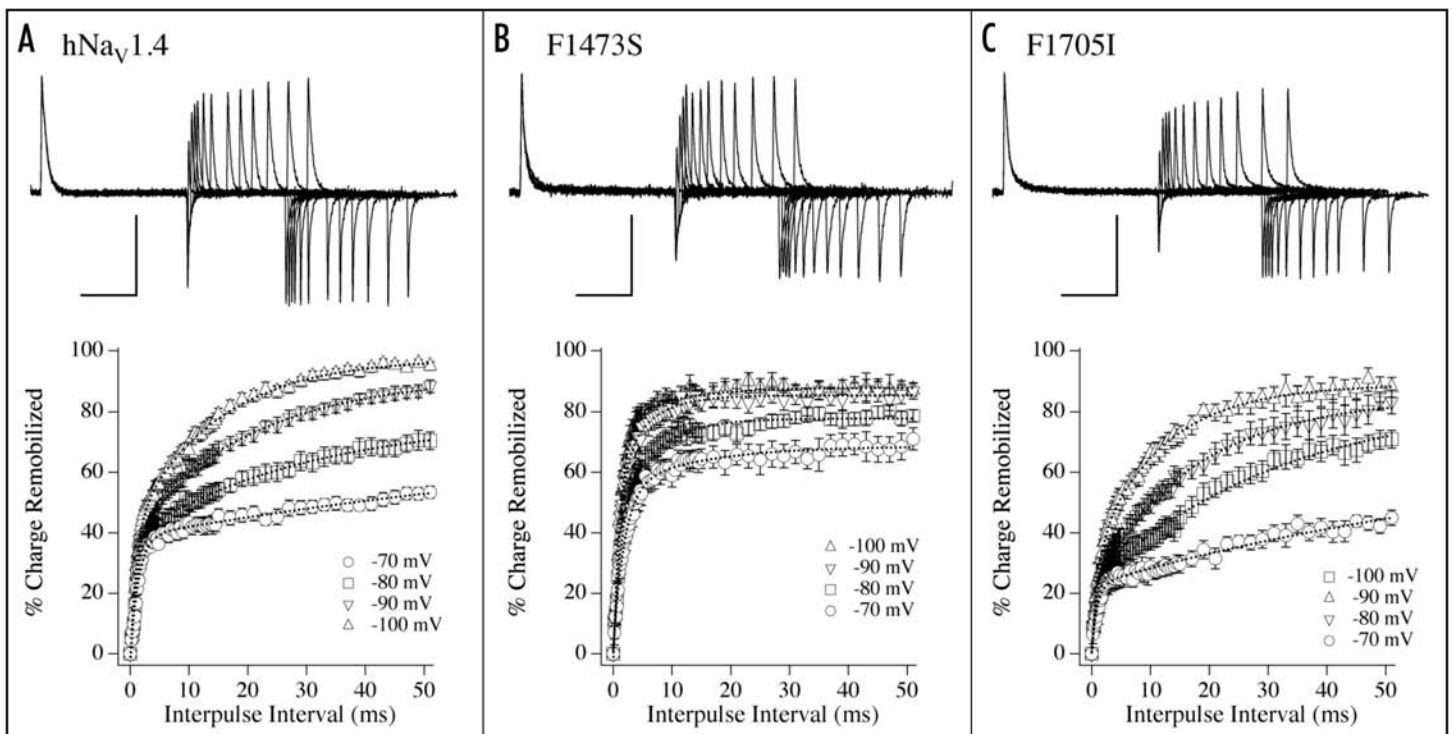 A hNaV1.4
% Charge Remobilized
100
80
60
40
20
0
-70 mV
-80 mV
-90 mV
-100 mV
0 10 20 30 40 50
Interpulse Interval (ms)
B F1473S
% Charge Remobilized
100
80
60
40
20
0
-100 mV
-90 mV
-80 mV
-70 mV
0 10 20 30 40 50
Interpulse Interval (ms)
C F1705I
% Charge Remobilized
100
80
60
40
20
0
-100 mV
-90 mV
-80 mV
-70 mV
0 10 20 30 40 50
Interpulse Interval (ms)